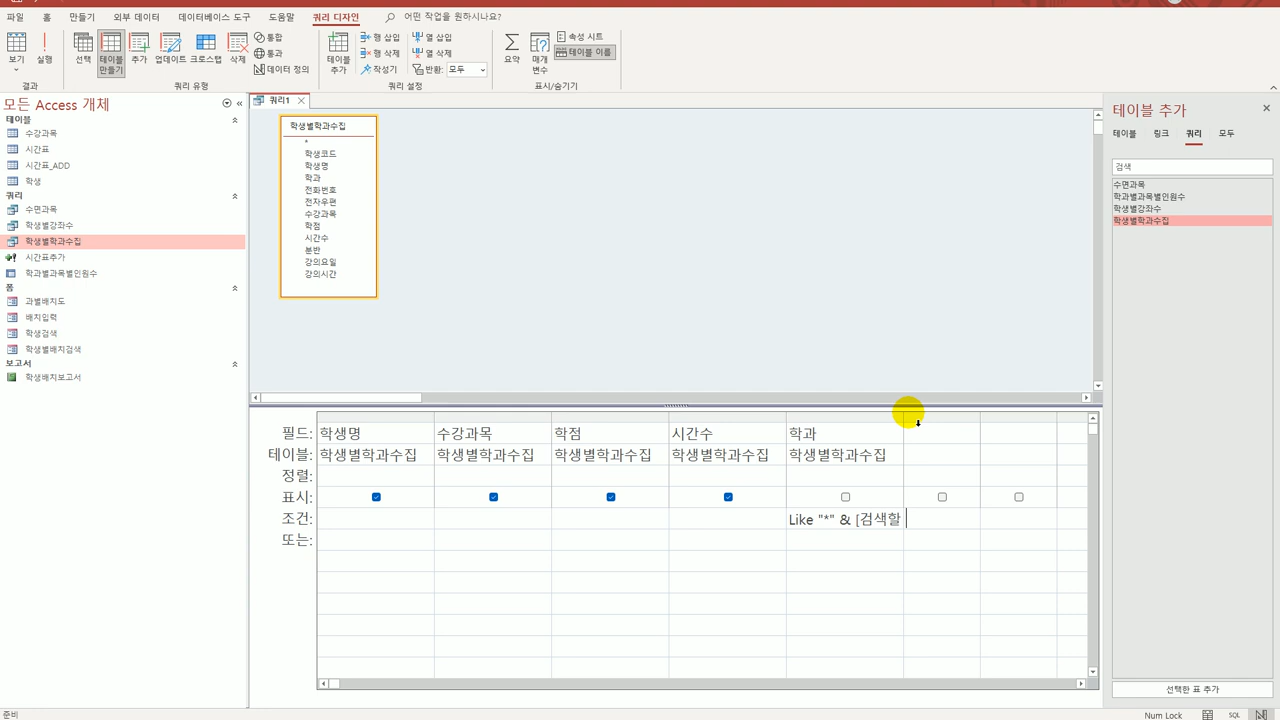 파일 홈 만들기 외부 데이터 데이터베이스 도구 도움말 쿼리 디자인 어떤 작업을 원하시나요?
보기 실행 선택 테이블 만들기 추가 업데이트 크로스탭 삭제
통합
통과
데이터 정의
테이블 추가
행 삽입
행 삭제
작성기
열 삽입
열 삭제
반환: 모두
요약
매개 변수
속성 시트
테이블 이름
결과 쿼리 유형 쿼리 설정 표시/숨기기
모든 Access 개체
테이블
수강과목
시간표
시간표_ADD
학생
쿼리
수면과목
학생별강좌수
학생별학과수집
시간표추가
학과별과목별인원수
폼
과별배치도
배치입력
학생검색
학생별배치검색
보고서
학생배치보고서
쿼리1
학생별학과수집
*
학생코드
학생명
학과
전화번호
전자우편
수강과목
학점
시간수
분반
강의요일
강의시간
필드: 학생명 수강과목 학점 시간수 학과
테이블: 학생별학과수집 학생별학과수집 학생별학과수집 학생별학과수집 학생별학과수집
정렬:
표시:
조건: Like "*" & [검색할
또는:
테이블 추가
테이블 링크 쿼리 모두
검색
수면과목
학과별과목별인원수
학생별강좌수
학생별학과수집
선택한 표 추가
준비
Num Lock
SQL